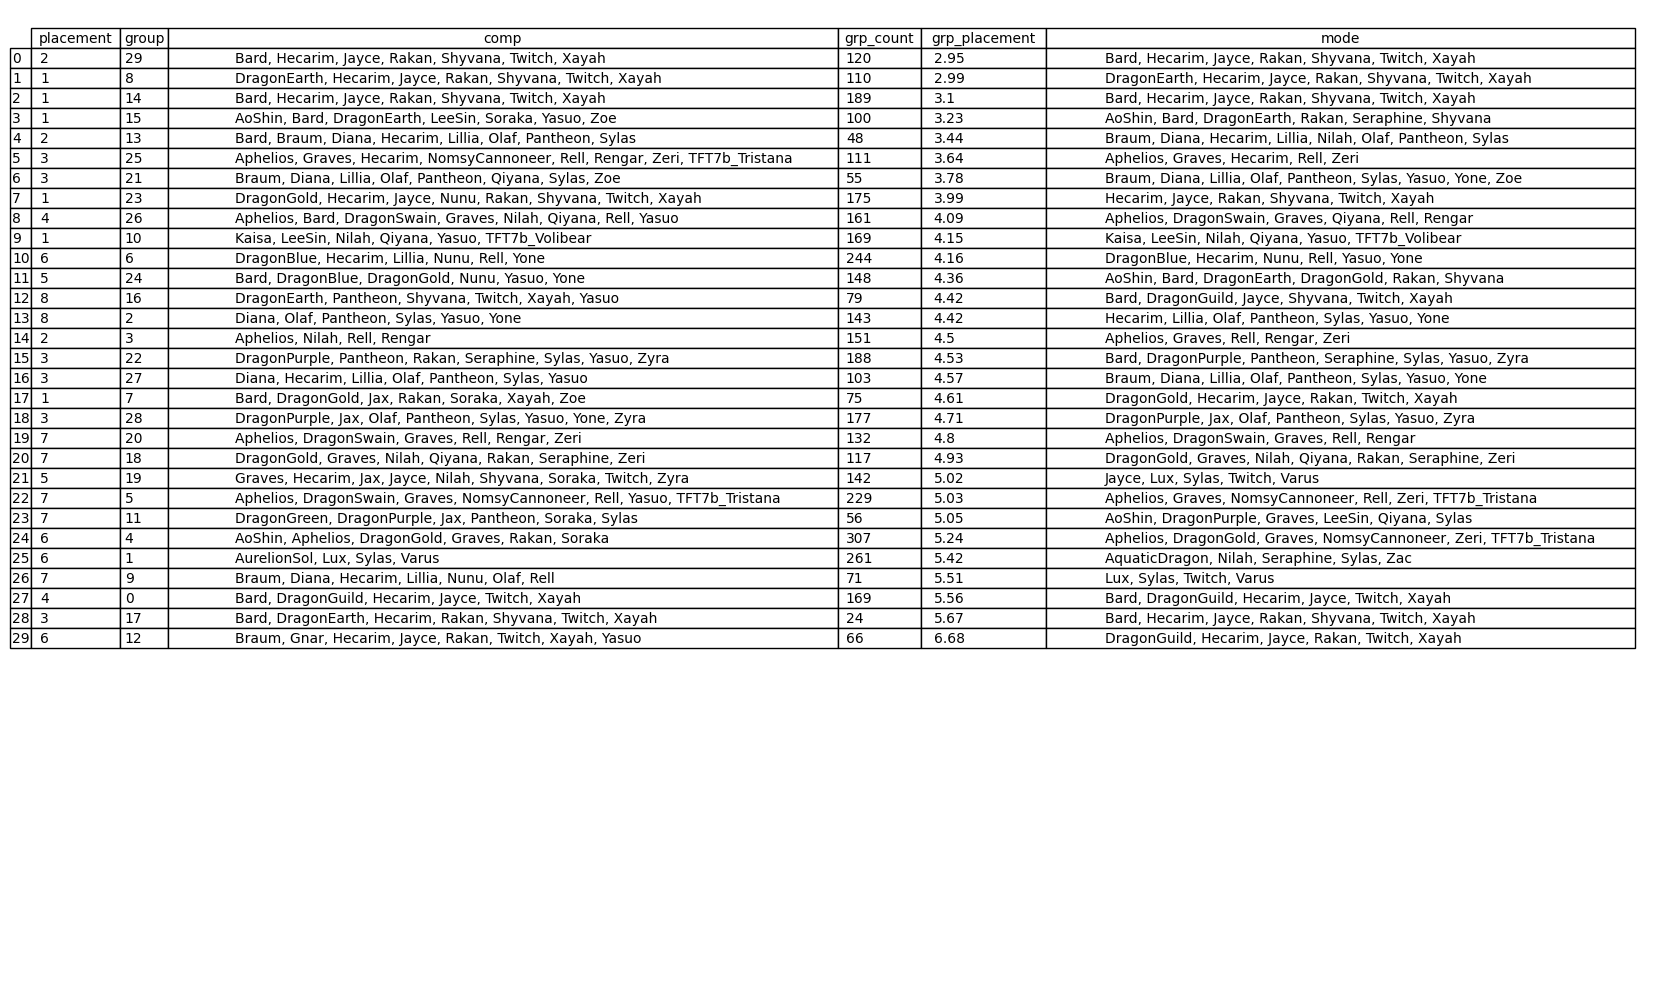 placement group comp grp_count grp_placement mode
0 2 29 Bard, Hecarim, Jayce, Rakan, Shyvana, Twitch, Xayah 120 2.95 Bard, Hecarim, Jayce, Rakan, Shyvana, Twitch, Xayah
1 1 8 DragonEarth, Hecarim, Jayce, Rakan, Shyvana, Twitch, Xayah 110 2.99 DragonEarth, Hecarim, Jayce, Rakan, Shyvana, Twitch, Xayah
2 1 14 Bard, Hecarim, Jayce, Rakan, Shyvana, Twitch, Xayah 189 3.1 Bard, Hecarim, Jayce, Rakan, Shyvana, Twitch, Xayah
3 1 15 AoShin, Bard, DragonEarth, LeeSin, Soraka, Yasuo, Zoe 100 3.23 AoShin, Bard, DragonEarth, Rakan, Seraphine, Shyvana
4 2 13 Bard, Braum, Diana, Hecarim, Lillia, Olaf, Pantheon, Sylas 48 3.44 Braum, Diana, Hecarim, Lillia, Nilah, Olaf, Pantheon, Sylas
5 3 25 Aphelios, Graves, Hecarim, NomsyCannoneer, Rell, Rengar, Zeri, TFT7b_Tristana 111 3.64 Aphelios, Graves, Hecarim, Rell, Zeri
6 3 21 Braum, Diana, Lillia, Olaf, Pantheon, Qiyana, Sylas, Zoe 55 3.78 Braum, Diana, Lillia, Olaf, Pantheon, Sylas, Yasuo, Yone, Zoe
7 1 23 DragonGold, Hecarim, Jayce, Nunu, Rakan, Shyvana, Twitch, Xayah 175 3.99 Hecarim, Jayce, Rakan, Shyvana, Twitch, Xayah
8 4 26 Aphelios, Bard, DragonSwain, Graves, Nilah, Qiyana, Rell, Yasuo 161 4.09 Aphelios, DragonSwain, Graves, Qiyana, Rell, Rengar
9 1 10 Kaisa, LeeSin, Nilah, Qiyana, Yasuo, TFT7b_Volibear 169 4.15 Kaisa, LeeSin, Nilah, Qiyana, Yasuo, TFT7b_Volibear
10 6 6 DragonBlue, Hecarim, Lillia, Nunu, Rell, Yone 244 4.16 DragonBlue, Hecarim, Nunu, Rell, Yasuo, Yone
11 5 24 Bard, DragonBlue, DragonGold, Nunu, Yasuo, Yone 148 4.36 AoShin, Bard, DragonEarth, DragonGold, Rakan, Shyvana
12 8 16 DragonEarth, Pantheon, Shyvana, Twitch, Xayah, Yasuo 79 4.42 Bard, DragonGuild, Jayce, Shyvana, Twitch, Xayah
13 8 2 Diana, Olaf, Pantheon, Sylas, Yasuo, Yone 143 4.42 Hecarim, Lillia, Olaf, Pantheon, Sylas, Yasuo, Yone
14 2 3 Aphelios, Nilah, Rell, Rengar 151 4.5 Aphelios, Graves, Rell, Rengar, Zeri
15 3 22 DragonPurple, Pantheon, Rakan, Seraphine, Sylas, Yasuo, Zyra 188 4.53 Bard, DragonPurple, Pantheon, Seraphine, Sylas, Yasuo, Zyra
16 3 27 Diana, Hecarim, Lillia, Olaf, Pantheon, Sylas, Yasuo 103 4.57 Braum, Diana, Lillia, Olaf, Pantheon, Sylas, Yasuo, Yone
17 1 7 Bard, DragonGold, Jax, Rakan, Soraka, Xayah, Zoe 75 4.61 DragonGold, Hecarim, Jayce, Rakan, Twitch, Xayah
18 3 28 DragonPurple, Jax, Olaf, Pantheon, Sylas, Yasuo, Yone, Zyra 177 4.71 DragonPurple, Jax, Olaf, Pantheon, Sylas, Yasuo, Zyra
19 7 20 Aphelios, DragonSwain, Graves, Rell, Rengar, Zeri 132 4.8 Aphelios, DragonSwain, Graves, Rell, Rengar
20 7 18 DragonGold, Graves, Nilah, Qiyana, Rakan, Seraphine, Zeri 117 4.93 DragonGold, Graves, Nilah, Qiyana, Rakan, Seraphine, Zeri
21 5 19 Graves, Hecarim, Jax, Jayce, Nilah, Shyvana, Soraka, Twitch, Zyra 142 5.02 Jayce, Lux, Sylas, Twitch, Varus
22 7 5 Aphelios, DragonSwain, Graves, NomsyCannoneer, Rell, Yasuo, TFT7b_Tristana 229 5.03 Aphelios, Graves, NomsyCannoneer, Rell, Zeri, TFT7b_Tristana
23 7 11 DragonGreen, DragonPurple, Jax, Pantheon, Soraka, Sylas 56 5.05 AoShin, DragonPurple, Graves, LeeSin, Qiyana, Sylas
24 6 4 AoShin, Aphelios, DragonGold, Graves, Rakan, Soraka 307 5.24 Aphelios, DragonGold, Graves, NomsyCannoneer, Zeri, TFT7b_Tristana
25 6 1 AurelionSol, Lux, Sylas, Varus 261 5.42 AquaticDragon, Nilah, Seraphine, Sylas, Zac
26 7 9 Braum, Diana, Hecarim, Lillia, Nunu, Olaf, Rell 71 5.51 Lux, Sylas, Twitch, Varus
27 4 0 Bard, DragonGuild, Hecarim, Jayce, Twitch, Xayah 169 5.56 Bard, DragonGuild, Hecarim, Jayce, Twitch, Xayah
28 3 17 Bard, DragonEarth, Hecarim, Rakan, Shyvana, Twitch, Xayah 24 5.67 Bard, Hecarim, Jayce, Rakan, Shyvana, Twitch, Xayah
29 6 12 Braum, Gnar, Hecarim, Jayce, Rakan, Twitch, Xayah, Yasuo 66 6.68 DragonGuild, Hecarim, Jayce, Rakan, Twitch, Xayah